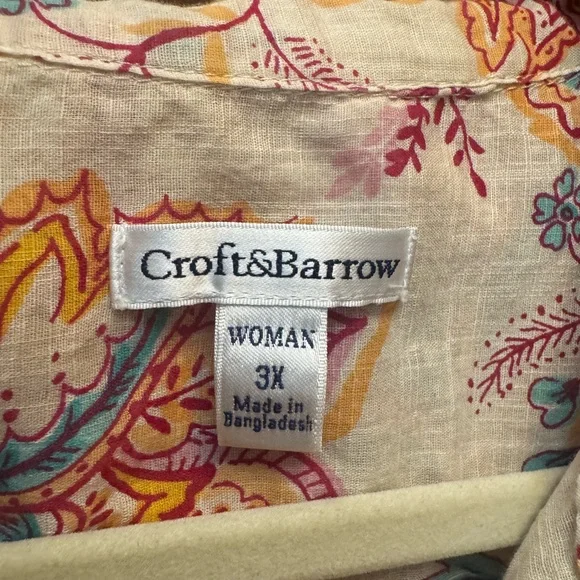 Croft&Barrow
WOMAN
3X
Made in
Bangladesh